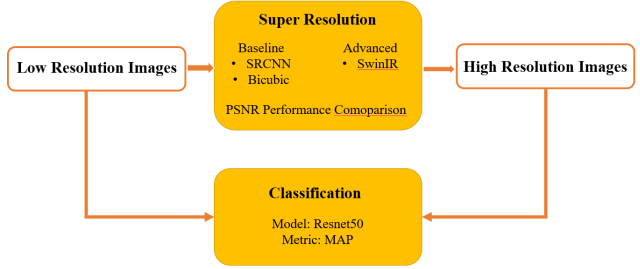 Super Resolution
Baseline Advanced
• SRCNN • SwinIR
• Bicubic
PSNR Performance Comoparison
Low Resolution Images
High Resolution Images
Classification
Model: Resnet50
Metric: MAP